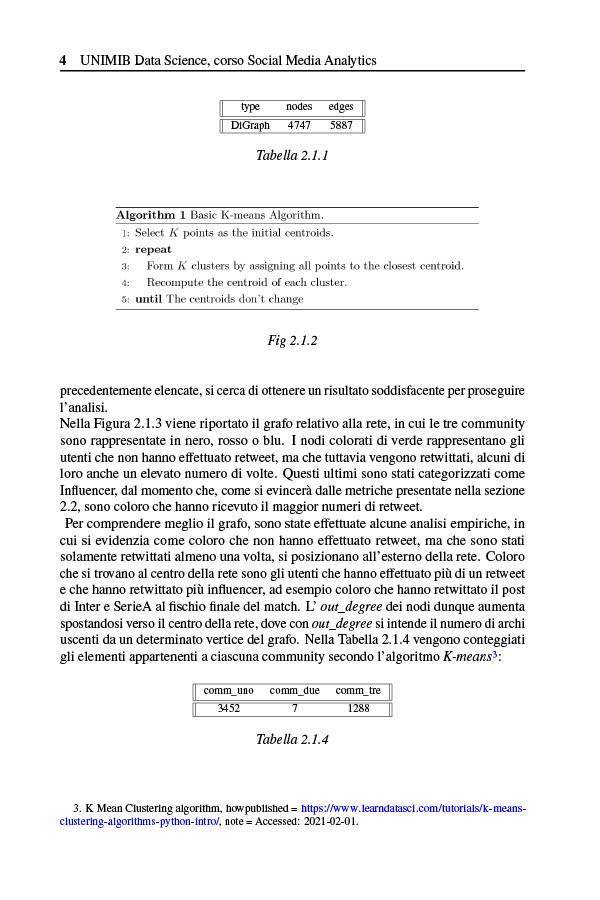 4 UNIMIB Data Science, corso Social Media Analytics
type nodes edges
DiGraph 4747 5887
Tabella 2.1.1
Algorithm 1 Basic K-means Algorithm.
1: Select K points as the initial centroids.
2: repeat
3: Form K clusters by assigning all points to the closest centroid.
4: Recompute the centroid of each cluster.
5: until The centroids don't change
Fig 2.1.2
precedentemente elencate, si cerca di ottenere un risultato soddisfacente per proseguire
l'analisi.
Nella Figura 2.1.3 viene riportato il grafo relativo alla rete, in cui le tre community
sono rappresentate in nero, rosso o blu. I nodi colorati di verde rappresentano gli
utenti che non hanno effettuato retweet, ma che tuttavia vengono retwittati, alcuni di
loro anche un elevato numero di volte. Questi ultimi sono stati categorizzati come
Influencer, dal momento che, come si evincerà dalle metriche presentate nella sezione
2.2, sono coloro che hanno ricevuto il maggior numeri di retweet.
Per comprendere meglio il grafo, sono state effettuate alcune analisi empiriche, in
cui si evidenzia come coloro che non hanno effettuato retweet, ma che sono stati
solamente retwittati almeno una volta, si posizionano all'esterno della rete. Coloro
che si trovano al centro della rete sono gli utenti che hanno effettuato più di un retweet
e che hanno retwittato più influencer, ad esempio coloro che hanno retwittato il post
di Inter e SerieA al fischio finale del match. L' out_degree dei nodi dunque aumenta
spostandosi verso il centro della rete, dove con out_degree si intende il numero di archi
uscenti da un determinato vertice del grafo. Nella Tabella 2.1.4 vengono conteggiati
gli elementi appartenenti a ciascuna community secondo l'algoritmo K-means³:
comm_uno comm_due comm_tre
3452 7 1288
Tabella 2.1.4
3. K Mean Clustering algorithm, howpublished = https://www.learndatasci.com/tutorials/k-means-
clustering-algorithms-python-intro/, note = Accessed: 2021-02-01.